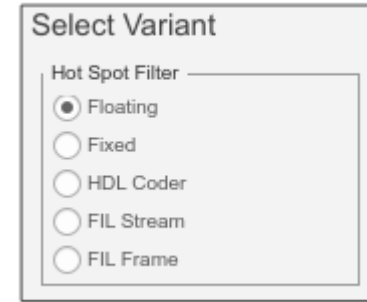 Select Variant
Hot Spot Filter
Floating
Fixed
HDL Coder
FIL Stream
FIL Frame